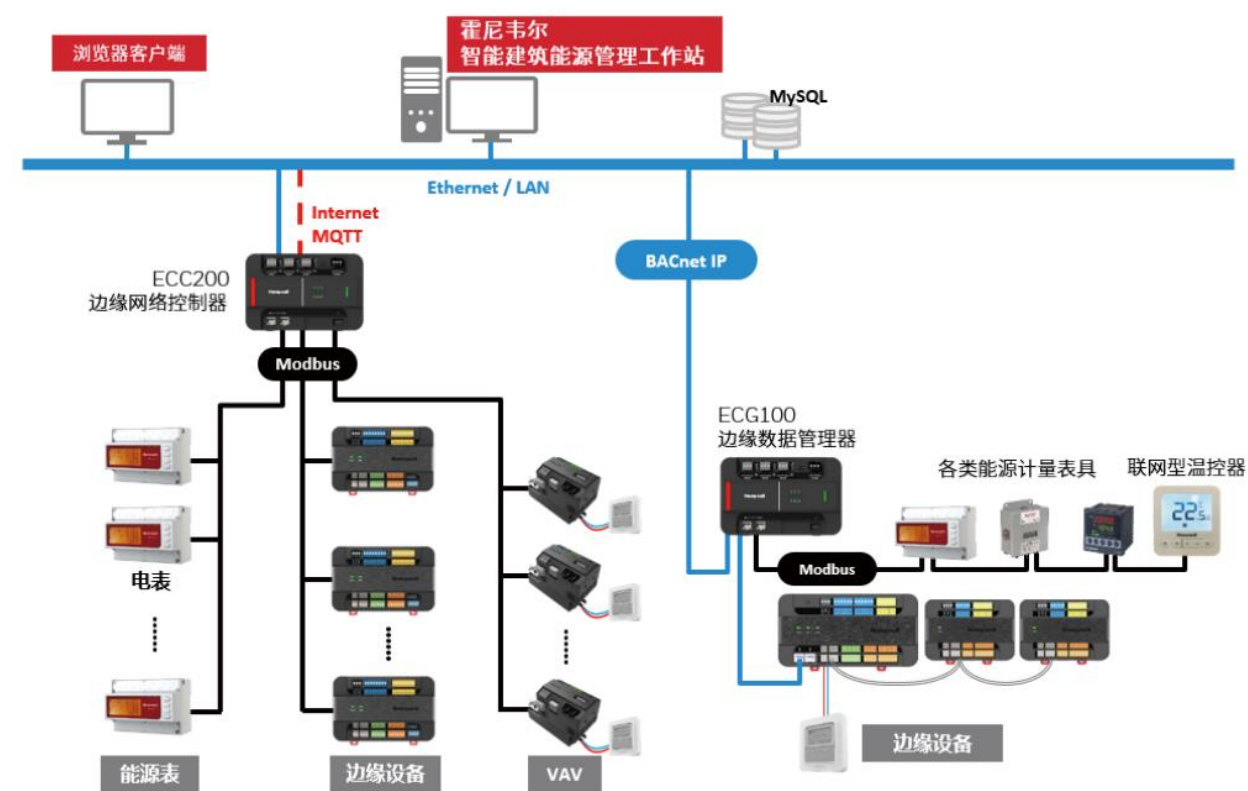 浏览器客户端
霍尼韦尔
智能建筑能源管理工作站
MySQL
Ethernet / LAN
Internet
MQTT
BACnet IP
ECC200
边缘网络控制器
Modbus
ECG100
边缘数据管理器
各类能源计量表具
联网型温控器
电表
Modbus
能源表
边缘设备
VAV
边缘设备